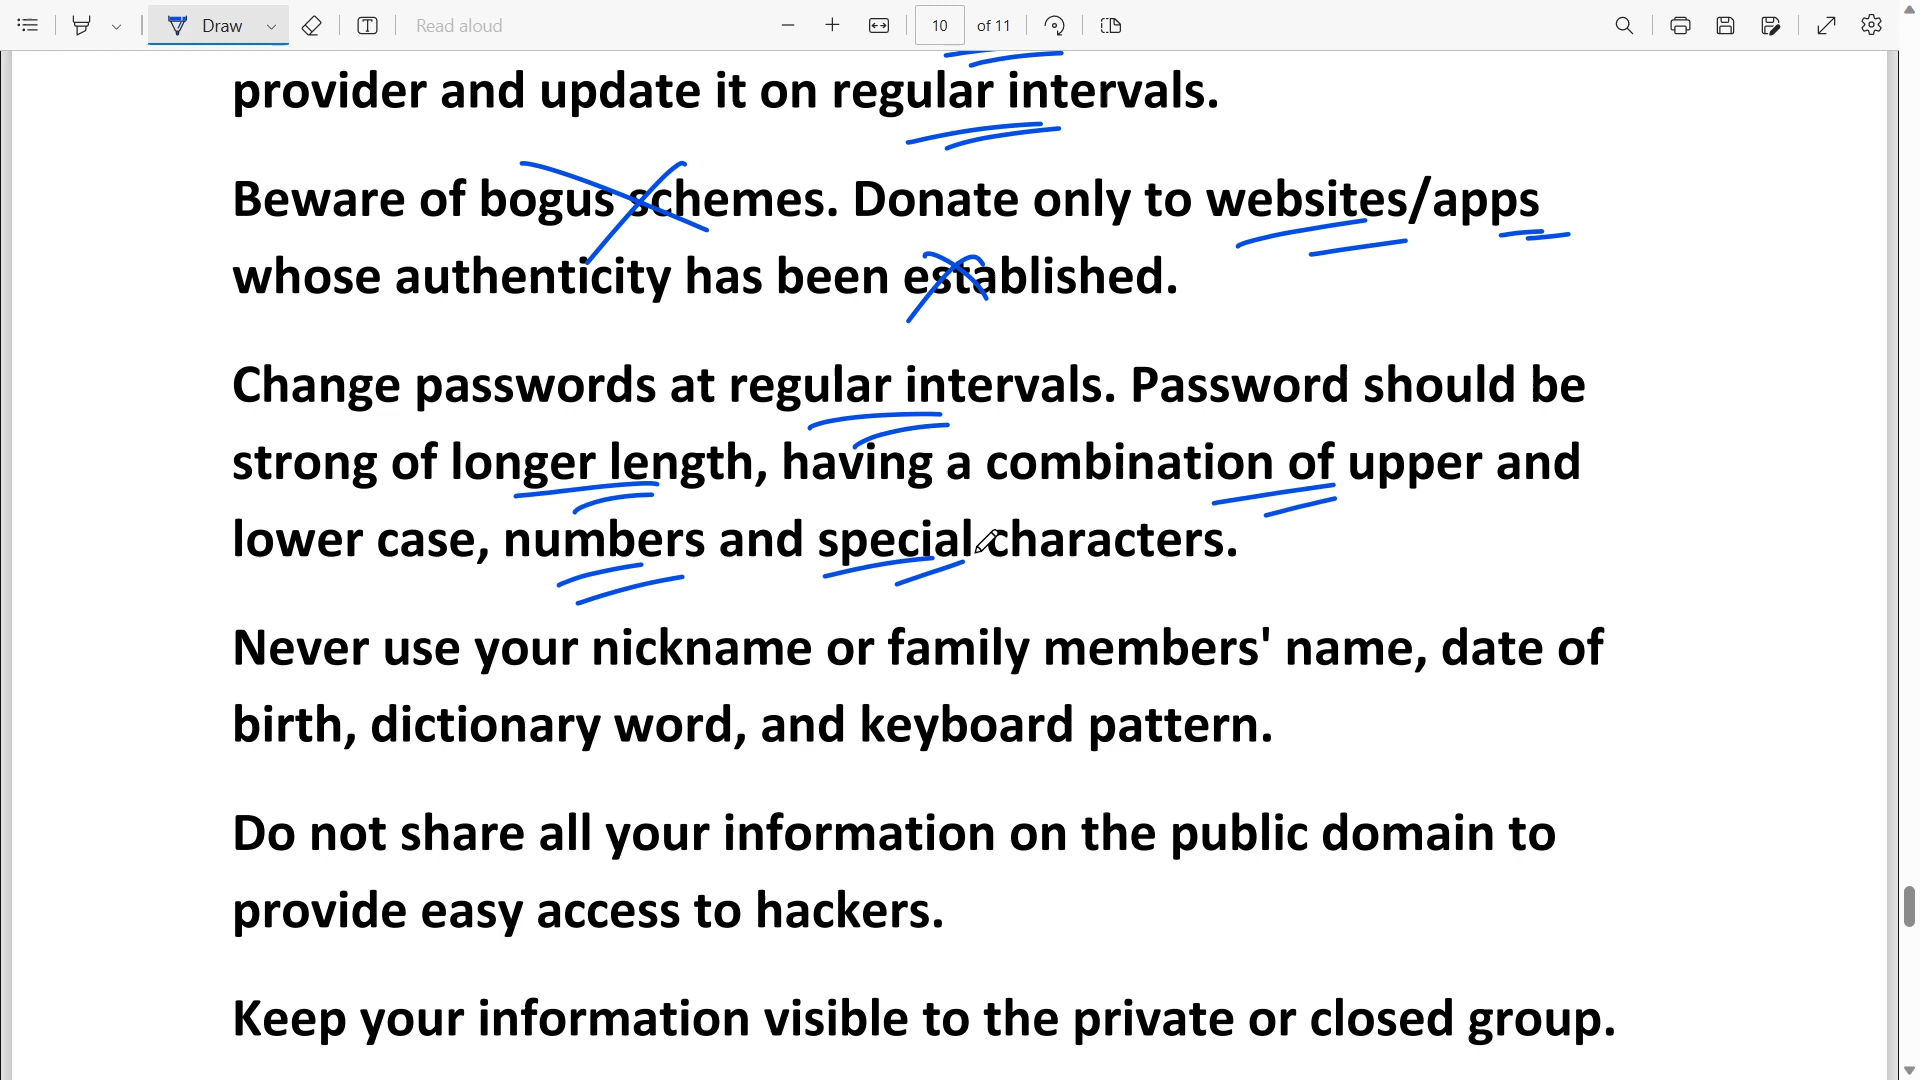 Draw
Read aloud
10 of 11
provider and update it on regular intervals.
Beware of bogus schemes. Donate only to websites/apps
whose authenticity has been established.
Change passwords at regular intervals. Password should be
strong of longer length, having a combination of upper and
lower case, numbers and special characters.
Never use your nickname or family members' name, date of
birth, dictionary word, and keyboard pattern.
Do not share all your information on the public domain to
provide easy access to hackers.
Keep your information visible to the private or closed group.